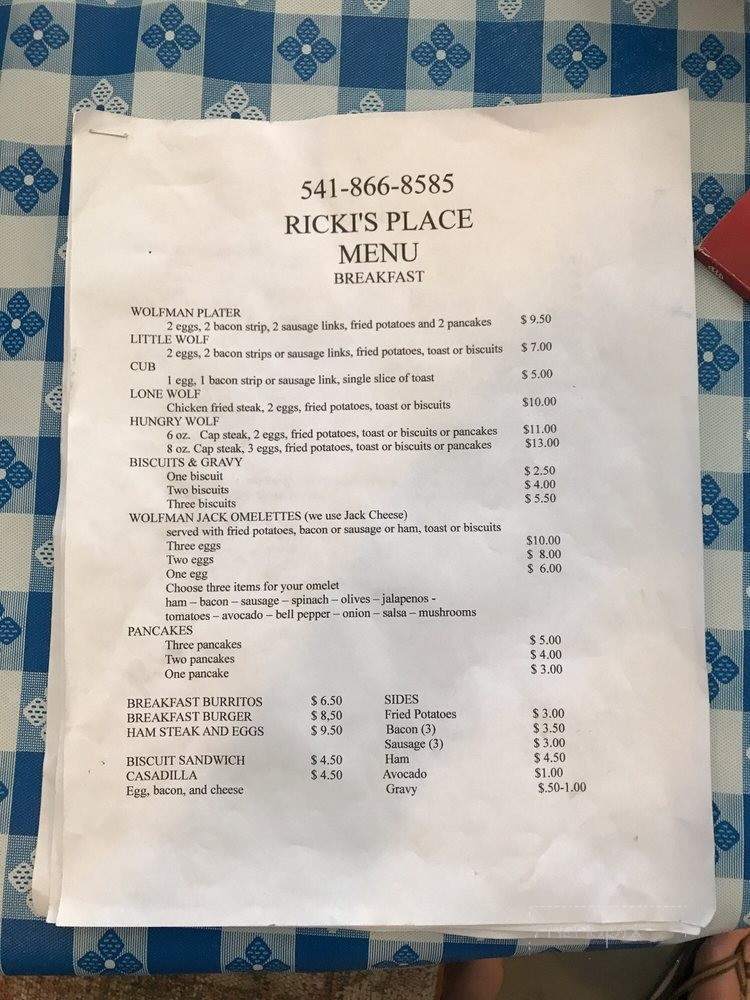 541-866-8585
RICKI'S PLACE
MENU
BREAKFAST
WOLFMAN PLATER
2 eggs, 2 bacon strip, 2 sausage links, fried potatoes and 2 pancakes $ 9.50
LITTLE WOLF
2 eggs, 2 bacon strips or sausage links, fried potatoes, toast or biscuits $ 7.00
CUB
1 egg, 1 bacon strip or sausage link, single slice of toast $ 5.00
LONE WOLF
Chicken fried steak, 2 eggs, fried potatoes, toast or biscuits $10.00
HUNGRY WOLF
6 oz. Cap steak, 2 eggs, fried potatoes, toast or biscuits or pancakes $11.00
8 oz. Cap steak, 3 eggs, fried potatoes, toast or biscuits or pancakes $13.00
BISCUITS & GRAVY
One biscuit $ 2.50
Two biscuits $ 4.00
Three biscuits $ 5.50
WOLFMAN JACK OMELETTES (we use Jack Cheese)
served with fried potatoes, bacon or sausage or ham, toast or biscuits
Three eggs $10.00
Two eggs $ 8.00
One egg $ 6.00
Choose three items for your omelet
ham – bacon – sausage – spinach – olives – jalapenos -
tomatoes – avocado – bell pepper – onion – salsa – mushrooms
PANCAKES
Three pancakes $ 5.00
Two pancakes $ 4.00
One pancake $ 3.00
BREAKFAST BURRITOS $ 6.50 SIDES
BREAKFAST BURGER $ 8,50 Fried Potatoes $ 3.00
HAM STEAK AND EGGS $ 9.50 Bacon (3) $ 3.50
Sausage (3) $ 3.00
BISCUIT SANDWICH $ 4.50 Ham $ 4.50
CASADILLA $ 4.50 Avocado $1.00
Egg, bacon, and cheese Gravy $.50-1.00